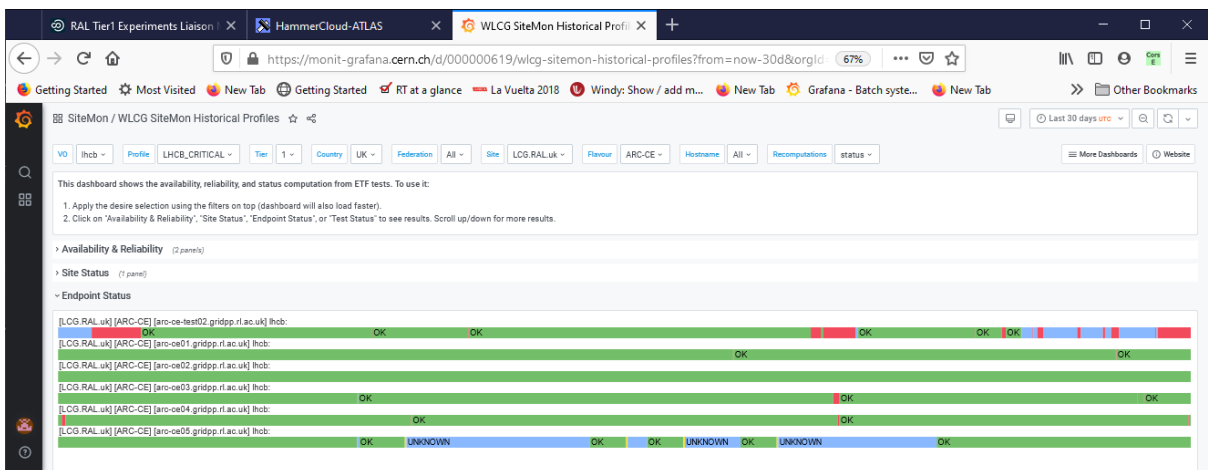 RAL Tier1 Experiments Liaison M
HammerCloud-ATLAS
WLCG SiteMon Historical Profil
https://monit-grafana.cern.ch/d/000000619/wlcg-sitemon-historical-profiles?from=now-30d&orgId=
67%
Getting Started
Most Visited
New Tab
Getting Started
RT at a glance
La Vuelta 2018
Windy: Show / add m...
New Tab
Grafana - Batch syste...
New Tab
Other Bookmarks
SiteMon / WLCG SiteMon Historical Profiles
Last 30 days UTC
VO lhcb
Profile LHCB_CRITICAL
Tier 1
Country UK
Federation All
Site LCG.RAL.uk
Flavour ARC-CE
Hostname All
Recomputations status
More Dashboards
Website
This dashboard shows the availability, reliability, and status computation from ETF tests. To use it:
1. Apply the desire selection using the filters on top (dashboard will also load faster).
2. Click on 'Availability & Reliability', 'Site Status', 'Endpoint Status', or 'Test Status' to see results. Scroll up/down for more results.
Availability & Reliability (2 panels)
Site Status (1 panel)
Endpoint Status
[LCG.RAL.uk] [ARC-CE] [arc-ce-test02.gridpp.rl.ac.uk] lhcb:
OK OK OK OK OK OK
[LCG.RAL.uk] [ARC-CE] [arc-ce01.gridpp.rl.ac.uk] lhcb:
OK OK
[LCG.RAL.uk] [ARC-CE] [arc-ce02.gridpp.rl.ac.uk] lhcb:
[LCG.RAL.uk] [ARC-CE] [arc-ce03.gridpp.rl.ac.uk] lhcb:
OK OK OK
[LCG.RAL.uk] [ARC-CE] [arc-ce04.gridpp.rl.ac.uk] lhcb:
OK OK
[LCG.RAL.uk] [ARC-CE] [arc-ce05.gridpp.rl.ac.uk] lhcb:
OK UNKNOWN OK OK UNKNOWN OK UNKNOWN OK